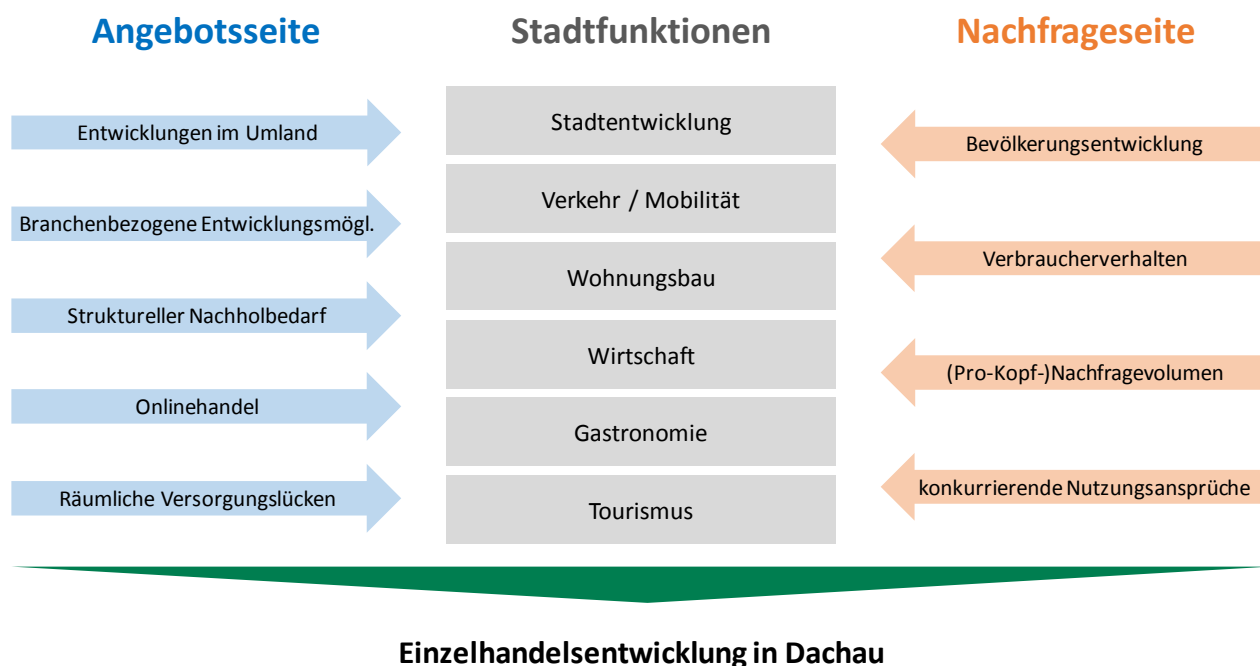 Angebotsseite
Stadtfunktionen
Nachfrageseite
Entwicklungen im Umland
Branchenbezogene Entwicklungsmögl.
Struktureller Nachholbedarf
Onlinehandel
Räumliche Versorgungslücken
Stadtentwicklung
Verkehr / Mobilität
Wohnungsbau
Wirtschaft
Gastronomie
Tourismus
Bevölkerungsentwicklung
Verbraucherverhalten
(Pro-Kopf-)Nachfragevolumen
konkurrierende Nutzungsansprüche
Einzelhandelsentwicklung in Dachau